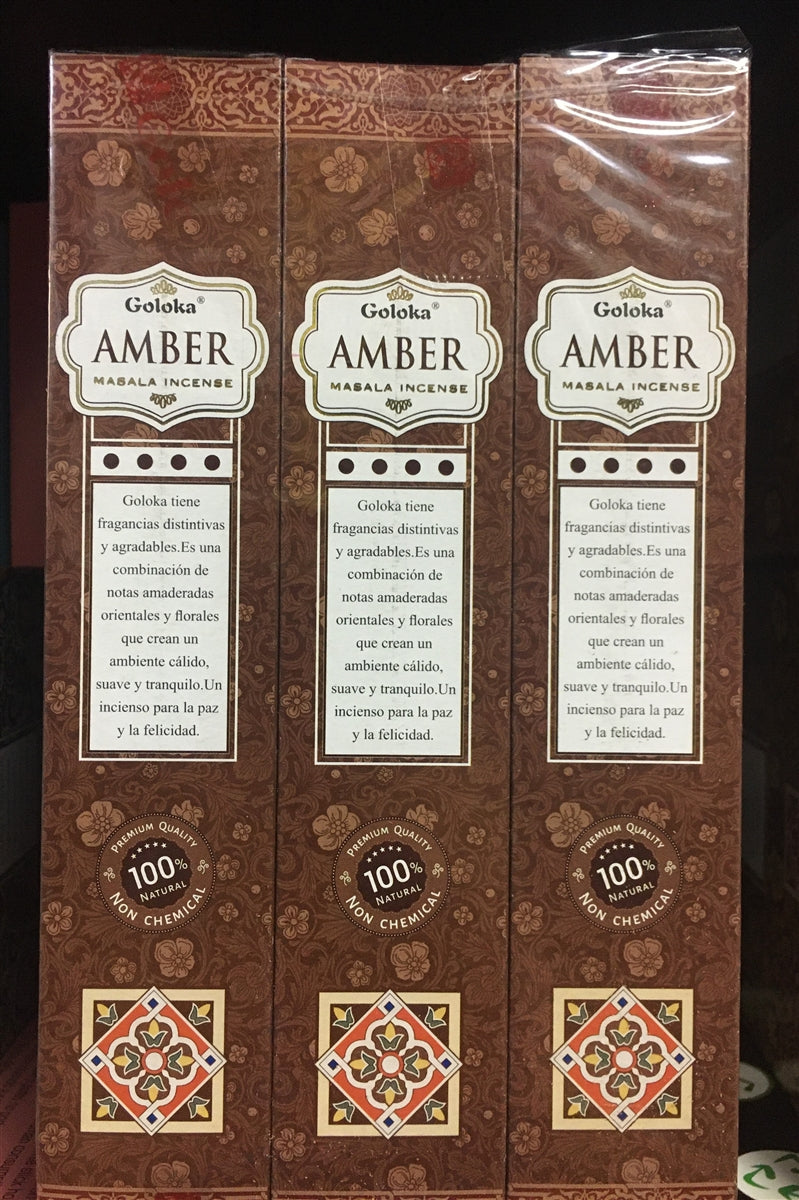 Goloka®
AMBER
MASALA INCENSE
Goloka tiene
fragancias distintivas
y agradables.Es una
combinación de
notas amaderadas
orientales y florales
que crean un
ambiente cálido,
suave y tranquilo.Un
incienso para la paz
y la felicidad.
PREMIUM QUALITY
100%
NATURAL
NON CHEMICAL
Goloka®
AMBER
MASALA INCENSE
Goloka tiene
fragancias distintivas
y agradables.Es una
combinación de
notas amaderadas
orientales y florales
que crean un
ambiente cálido,
suave y tranquilo.Un
incienso para la paz
y la felicidad.
PREMIUM QUALITY
100%
NATURAL
NON CHEMICAL
Goloka®
AMBER
MASALA INCENSE
Goloka tiene
fragancias distintivas
y agradables.Es una
combinación de
notas amaderadas
orientales y florales
que crean un
ambiente cálido,
suave y tranquilo.Un
incienso para la paz
y la felicidad.
PREMIUM QUALITY
100%
NATURAL
NON CHEMICAL